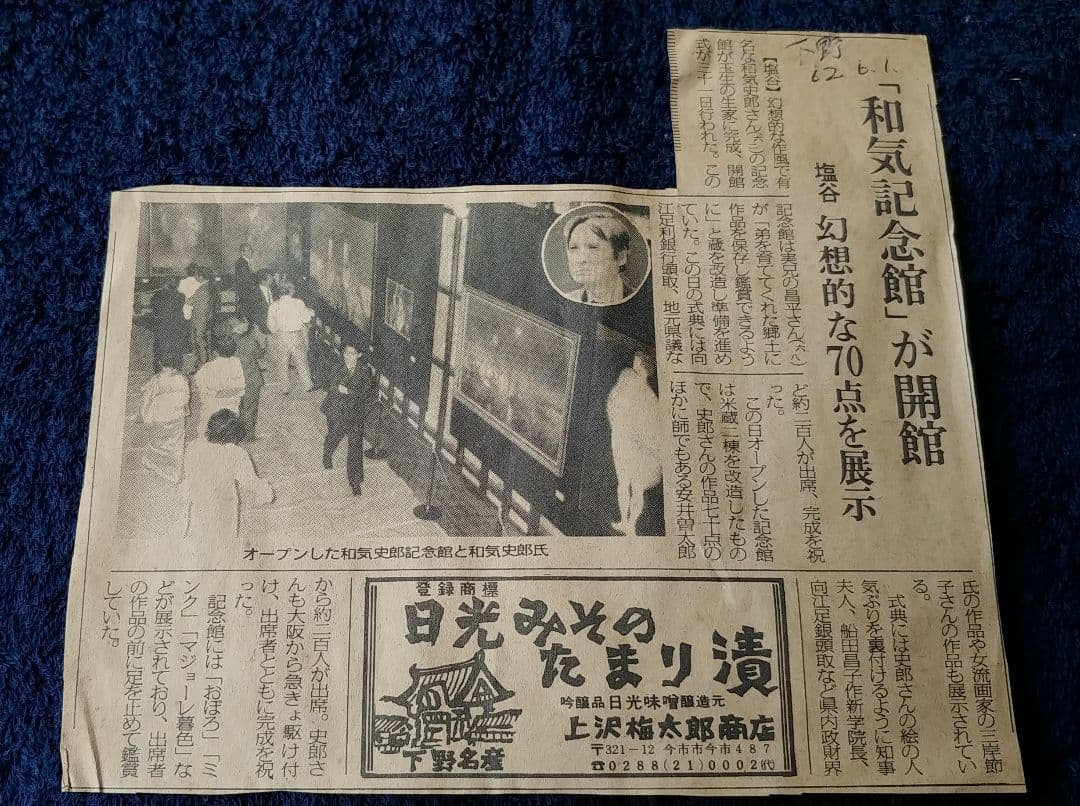 下野
62 6.1.
「和気記念館」が開館
塩谷 幻想的な70点を展示
【塩谷】幻想的な作風で有
名な和気史郎さん()の記念
館が玉生の生家に完成、開館
式が三十一日行われた。この
記念館は実兄の昌平さん()
が「弟を育ててくれた郷土に
作品を保存し鑑賞できるよう
に」と蔵を改造し準備を進め
ていた。この日の式典には向
江足利銀行頭取、地元県議な
ど約二百人が出席、完成を祝
った。
この日オープンした記念館
は米蔵二棟を改造したもの
で、史郎さんの作品七十点の
ほかに師でもある安井曽太郎
氏の作品や女流画家の三岸節
子さんの作品も展示されてい
る。
式典には史郎さんの絵の人
気ぶりを裏付けるように知事
夫人、船田昌子作新学院長、
向江足銀頭取など県内政財界
から約二百人が出席。史郎さ
んも大阪から急きょ駆け付
け、出席者とともに完成を祝
った。
記念館には「おぼろ」「ミ
ンク」「マジョーレ暮色」な
どが展示されており、出席者
の作品の前に足を止めて鑑賞
していた。
オープンした和気史郎記念館と和気史郎氏
登録商標
日光みその
たまり漬
吟醸品日光味噌醸造元
上沢梅太郎商店
〒321-12 今市市今市487
☎0288(21)0002(代)
下野名産